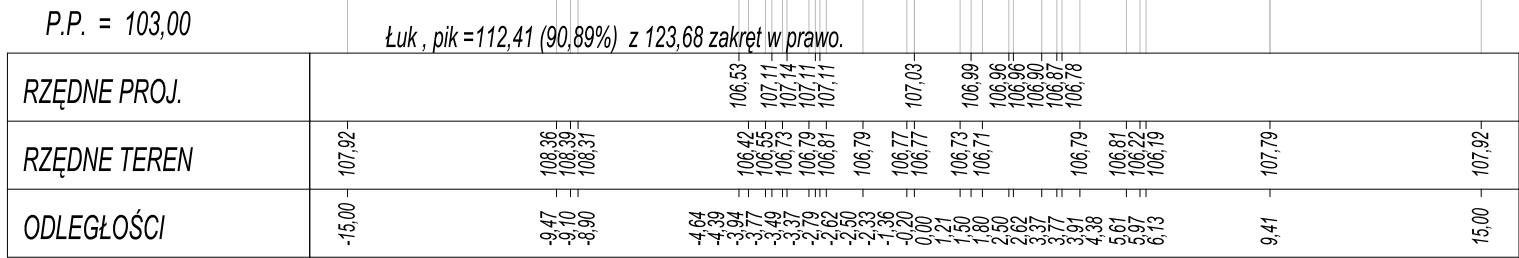 P.P. = 103,00
Łuk , pik =112,41 (90,89%) z 123,68 zakręt w prawo.
RZĘDNE PROJ. 106,53 107,11 107,14 107,11 107,11 107,03 106,99 106,96 106,96 106,90 106,87 106,78
RZĘDNE TEREN 107,92 108,36 108,39 108,31 106,42 106,55 106,73 106,79 106,81 106,79 106,77 106,77 106,73 106,71 106,79 106,81 106,22 106,19 107,79 107,92
ODLEGŁOŚCI -15,00 -9,47 -9,10 -8,90 -4,64 -4,39 -3,94 -3,77 -3,49 -3,37 -2,79 -2,62 -2,50 -2,33 -1,36 -0,20 0,00 1,21 1,50 1,80 2,50 2,62 3,37 3,77 3,91 4,38 5,61 5,97 6,13 9,41 15,00